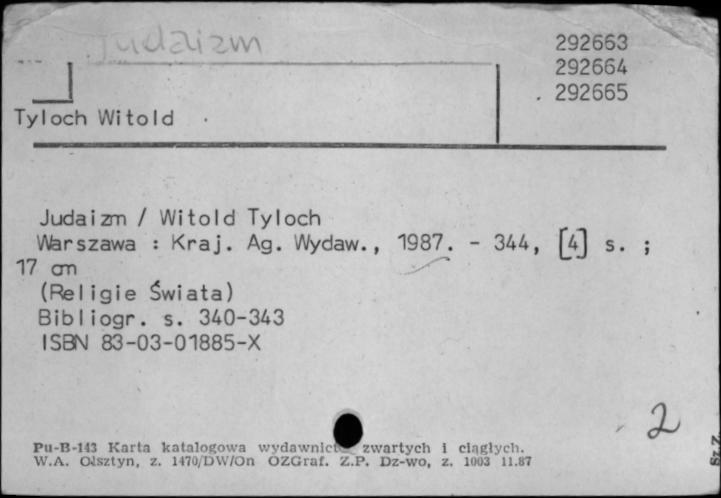 Judaizm
292663
292664
292665
Tyloch Witold
Judaizm / Witold Tyloch
Warszawa : Kraj. Ag. Wydaw., 1987. - 344, [4] s. ;
17 cm
(Religie Świata)
Bibliogr. s. 340-343
ISBN 83-03-01885-X
2
Pu-B-143 Karta katalogowa wydawnictw zwartych i ciągłych.
W.A. Olsztyn, z. 1470/DW/On OZGraf. Z.P. Dz-wo, z. 1003 11.87